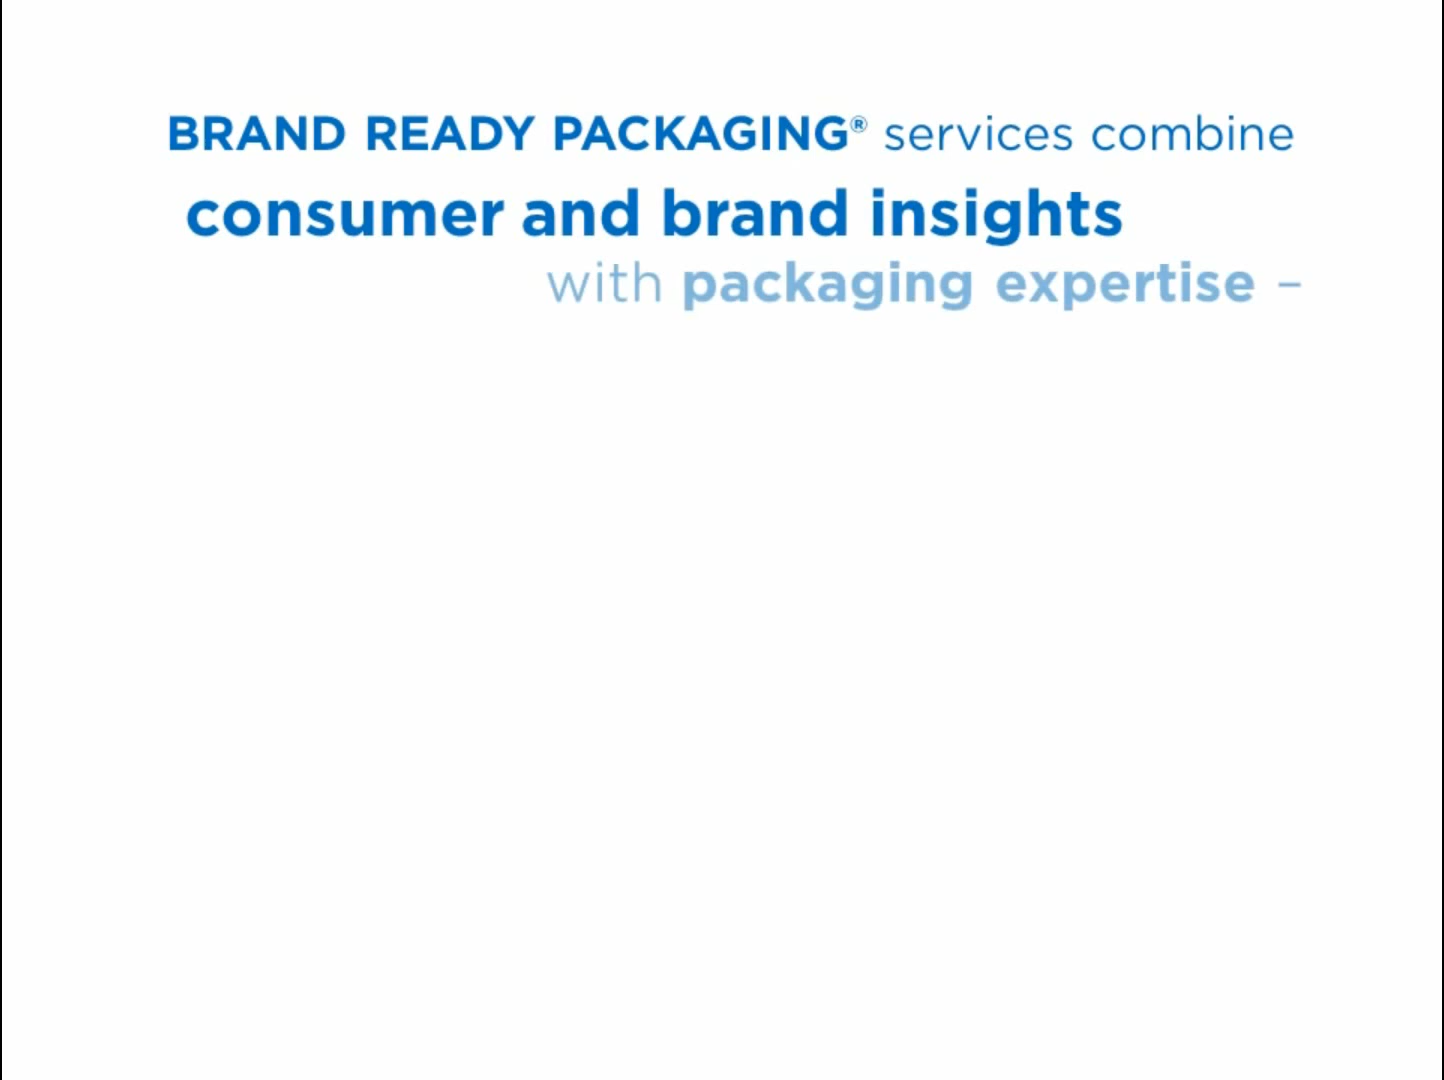 BRAND READY PACKAGING® services combine
consumer and brand insights
with packaging expertise –